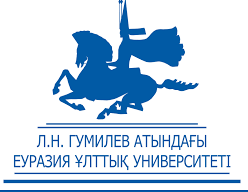 Л.Н. ГУМИЛЕВ АТЫНДАҒЫ
ЕУРАЗИЯ ҰЛТТЫҚ УНИВЕРСИТЕТІ